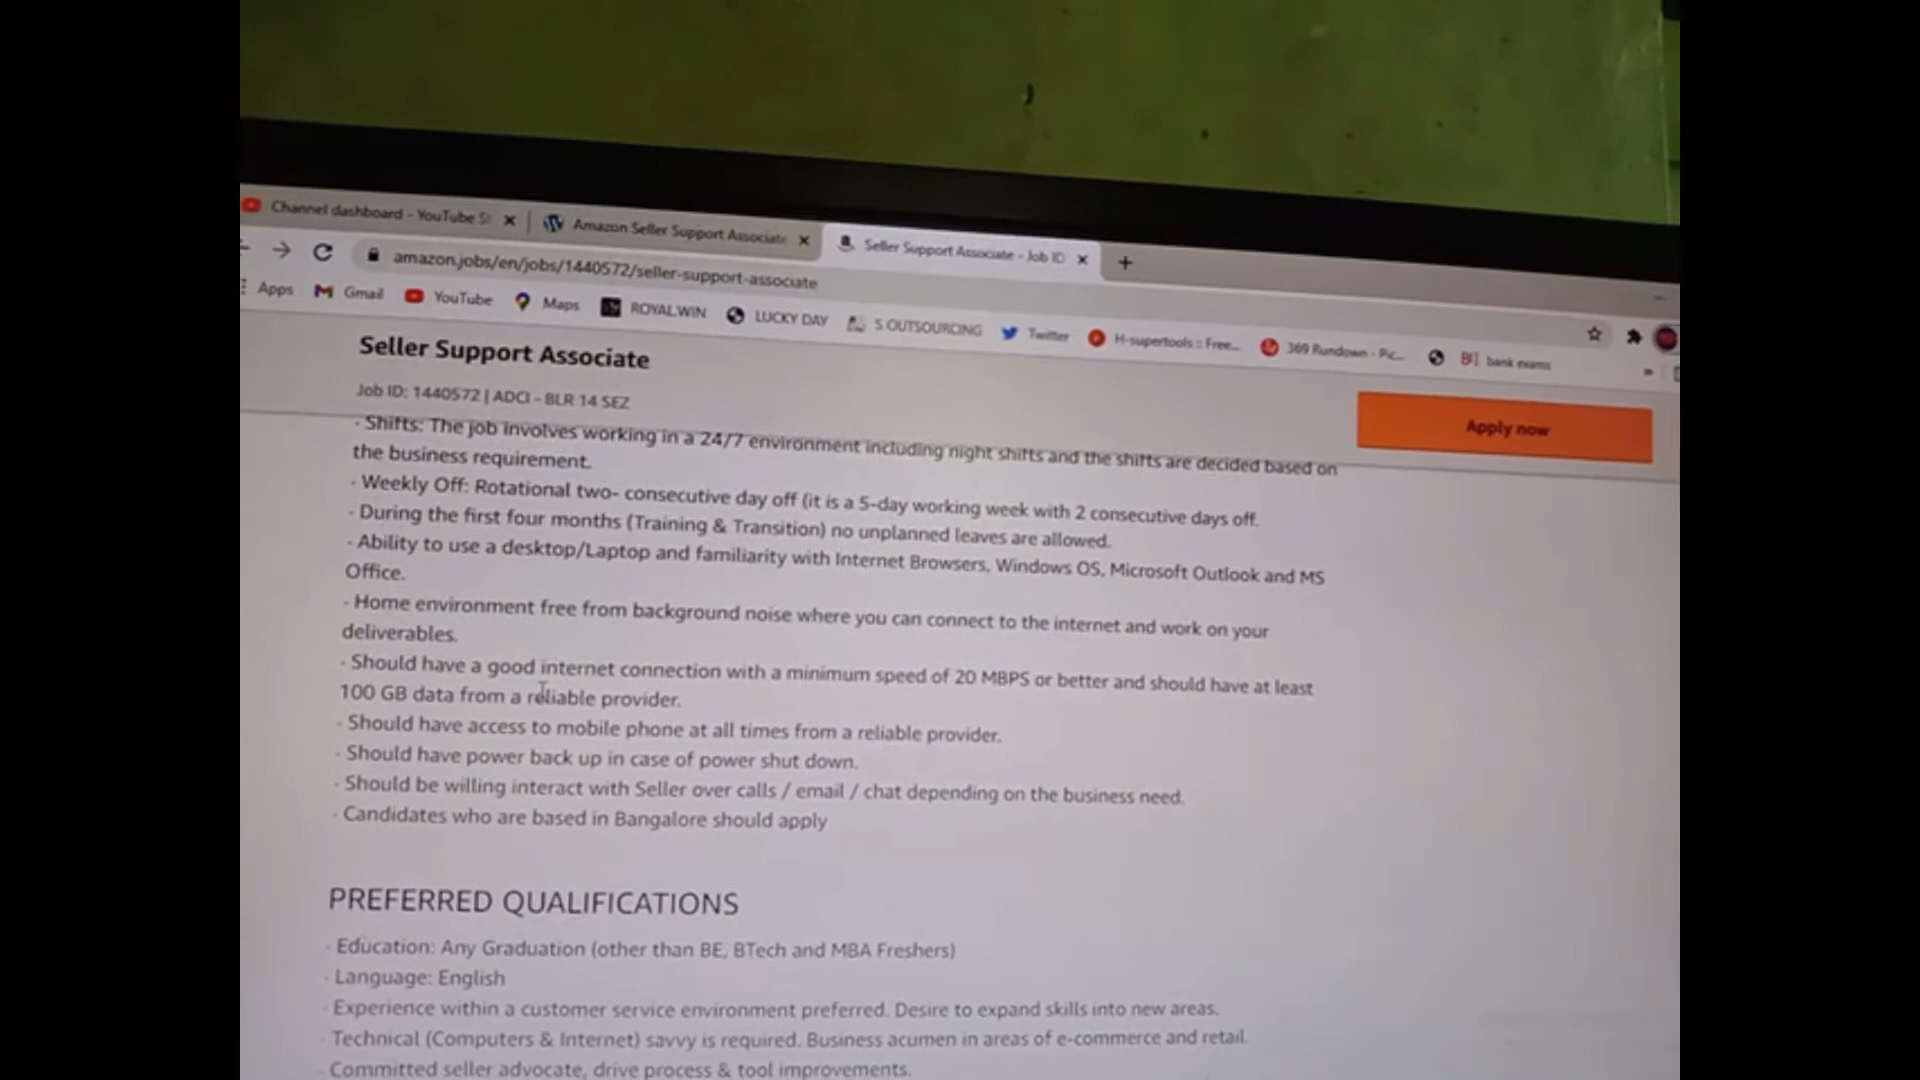 Channel dashboard - YouTube St
Amazon Seller Support Associate
Seller Support Associate - Job ID
amazon.jobs/en/jobs/1440572/seller-support-associate
Apps Gmail YouTube Maps ROYALWIN LUCKY DAY S OUTSOURCING Twitter H-supertools :: Free... 369 Rundown - Pic... bank exams
Seller Support Associate
Job ID: 1440572 | ADCI - BLR 14 SEZ
Apply now
- Shifts: The job involves working in a 24/7 environment including night shifts and the shifts are decided based on
the business requirement.
- Weekly Off: Rotational two- consecutive day off (it is a 5-day working week with 2 consecutive days off.
- During the first four months (Training & Transition) no unplanned leaves are allowed.
- Ability to use a desktop/Laptop and familiarity with Internet Browsers, Windows OS, Microsoft Outlook and MS
Office.
- Home environment free from background noise where you can connect to the internet and work on your
deliverables.
- Should have a good internet connection with a minimum speed of 20 MBPS or better and should have at least
100 GB data from a reliable provider.
- Should have access to mobile phone at all times from a reliable provider.
- Should have power back up in case of power shut down.
- Should be willing interact with Seller over calls / email / chat depending on the business need.
- Candidates who are based in Bangalore should apply
PREFERRED QUALIFICATIONS
- Education: Any Graduation (other than BE, BTech and MBA Freshers)
- Language: English
- Experience within a customer service environment preferred. Desire to expand skills into new areas.
- Technical (Computers & Internet) savvy is required. Business acumen in areas of e-commerce and retail.
- Committed seller advocate, drive process & tool improvements.